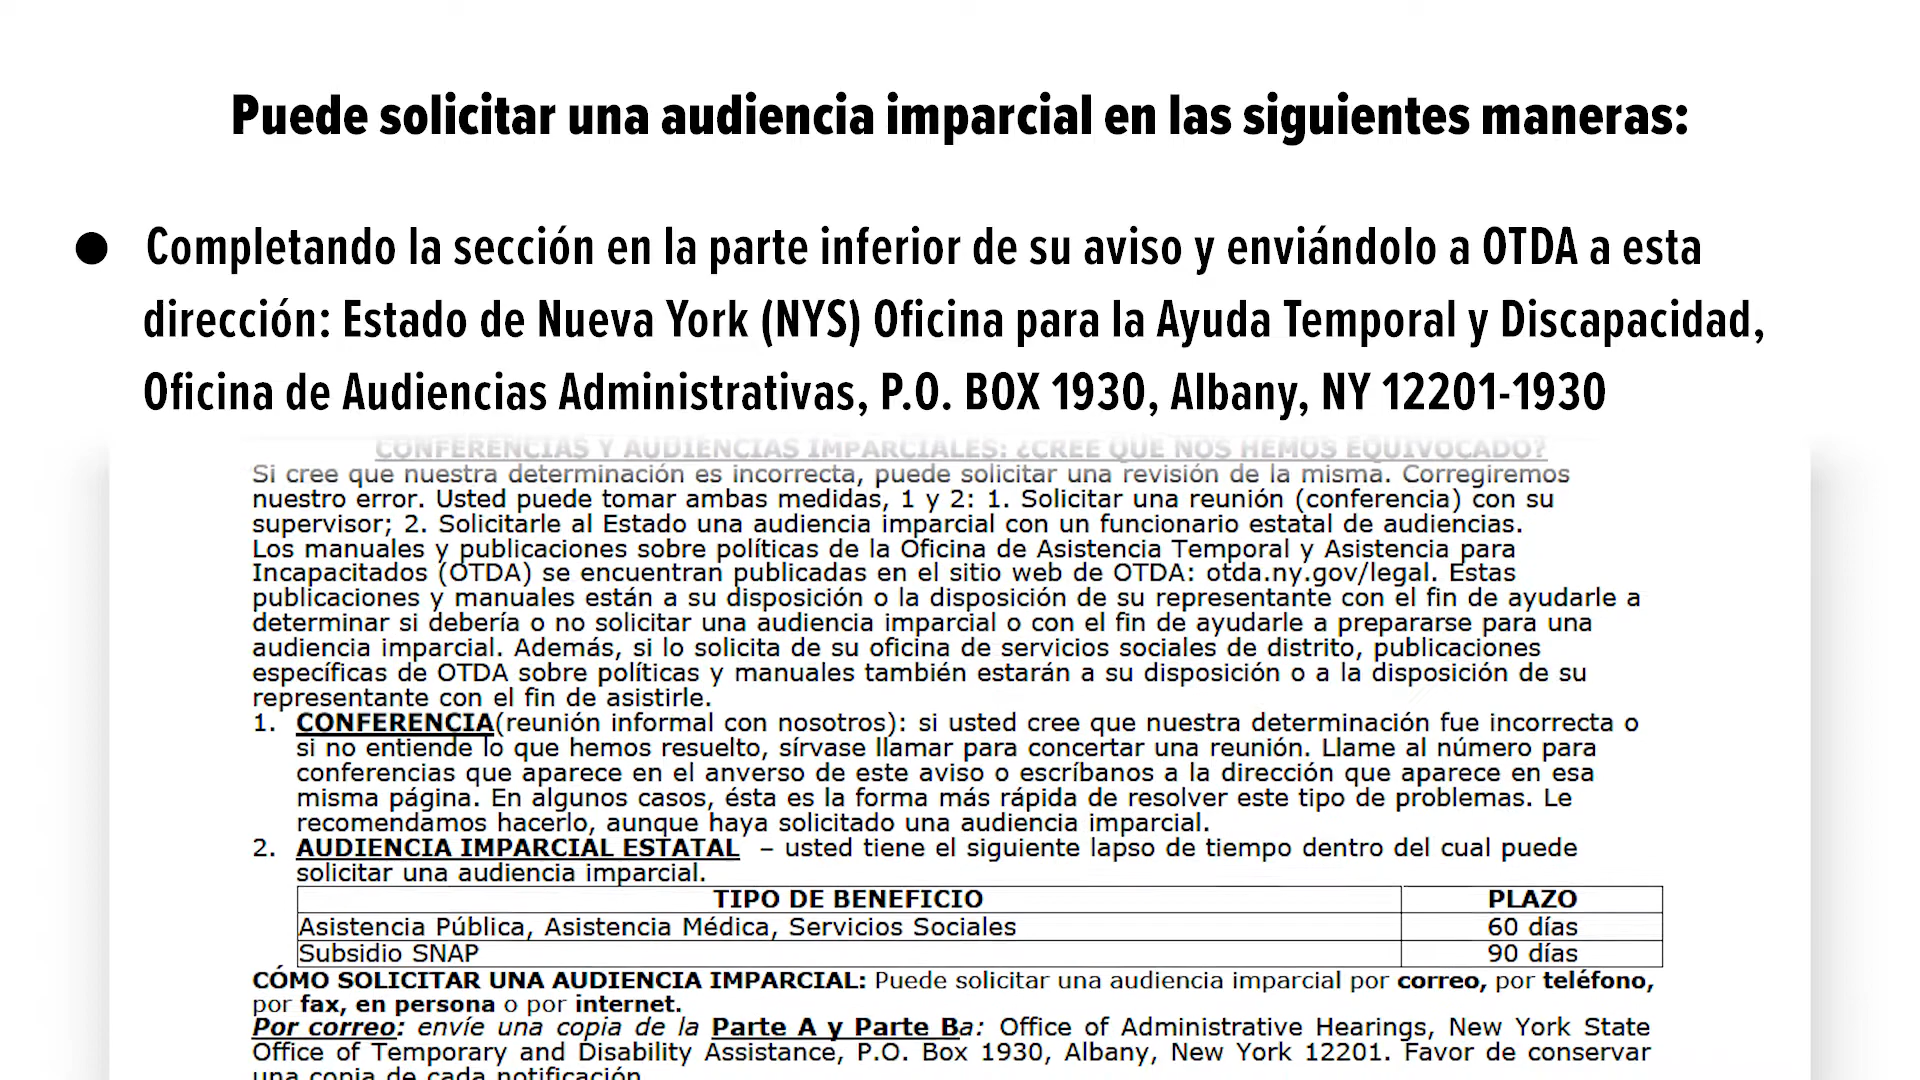 Puede solicitar una audiencia imparcial en las siguientes maneras:
● Completando la sección en la parte inferior de su aviso y enviándolo a OTDA a esta
dirección: Estado de Nueva York (NYS) Oficina para la Ayuda Temporal y Discapacidad,
Oficina de Audiencias Administrativas, P.O. BOX 1930, Albany, NY 12201-1930
CONFERENCIAS Y AUDIENCIAS IMPARCIALES: ¿CREE QUE NOS HEMOS EQUIVOCADO?
Si cree que nuestra determinación es incorrecta, puede solicitar una revisión de la misma. Corregiremos
nuestro error. Usted puede tomar ambas medidas, 1 y 2: 1. Solicitar una reunión (conferencia) con su
supervisor; 2. Solicitarle al Estado una audiencia imparcial con un funcionario estatal de audiencias.
Los manuales y publicaciones sobre políticas de la Oficina de Asistencia Temporal y Asistencia para
Incapacitados (OTDA) se encuentran publicadas en el sitio web de OTDA: otda.ny.gov/legal. Estas
publicaciones y manuales están a su disposición o la disposición de su representante con el fin de ayudarle a
determinar si debería o no solicitar una audiencia imparcial o con el fin de ayudarle a prepararse para una
audiencia imparcial. Además, si lo solicita de su oficina de servicios sociales de distrito, publicaciones
específicas de OTDA sobre políticas y manuales también estarán a su disposición o a la disposición de su
representante con el fin de asistirle.
1. CONFERENCIA(reunión informal con nosotros): si usted cree que nuestra determinación fue incorrecta o
si no entiende lo que hemos resuelto, sírvase llamar para concertar una reunión. Llame al número para
conferencias que aparece en el anverso de este aviso o escríbanos a la dirección que aparece en esa
misma página. En algunos casos, ésta es la forma más rápida de resolver este tipo de problemas. Le
recomendamos hacerlo, aunque haya solicitado una audiencia imparcial.
2. AUDIENCIA IMPARCIAL ESTATAL – usted tiene el siguiente lapso de tiempo dentro del cual puede
solicitar una audiencia imparcial.
TIPO DE BENEFICIO PLAZO
Asistencia Pública, Asistencia Médica, Servicios Sociales 60 días
Subsidio SNAP 90 días
CÓMO SOLICITAR UNA AUDIENCIA IMPARCIAL: Puede solicitar una audiencia imparcial por correo, por teléfono,
por fax, en persona o por internet.
Por correo: envíe una copia de la Parte A y Parte Ba: Office of Administrative Hearings, New York State
Office of Temporary and Disability Assistance, P.O. Box 1930, Albany, New York 12201. Favor de conservar
una copia de cada notificación.